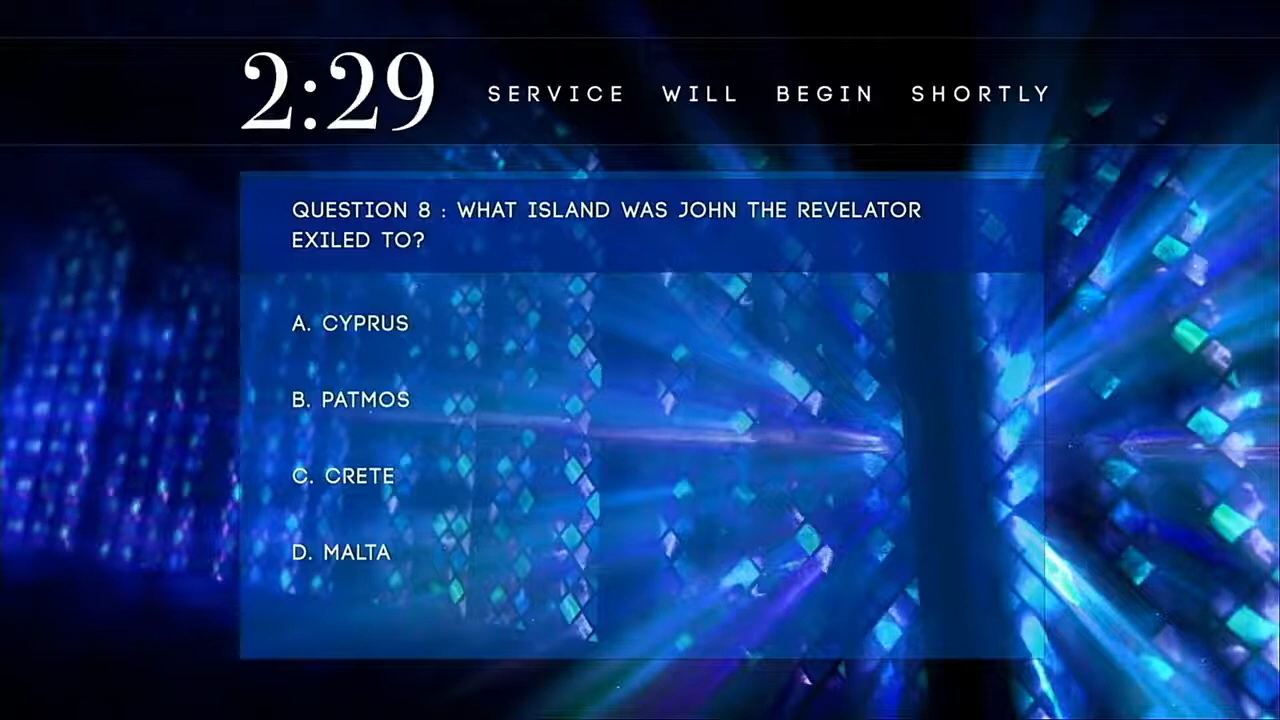 2:29
SERVICE WILL BEGIN SHORTLY
QUESTION 8 : WHAT ISLAND WAS JOHN THE REVELATOR
EXILED TO?
A. CYPRUS
B. PATMOS
C. CRETE
D. MALTA